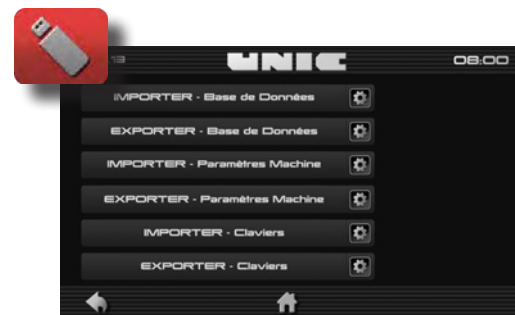 13 UNIC 08:00
IMPORTER - Base de Données
EXPORTER - Base de Données
IMPORTER - Paramètres Machine
EXPORTER - Paramètres Machine
IMPORTER - Claviers
EXPORTER - Claviers